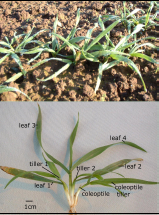 leaf 3
leaf 4
tiller 1
tiller 2
leaf 2
leaf 1
coleoptile
coleoptile
tiller
1cm